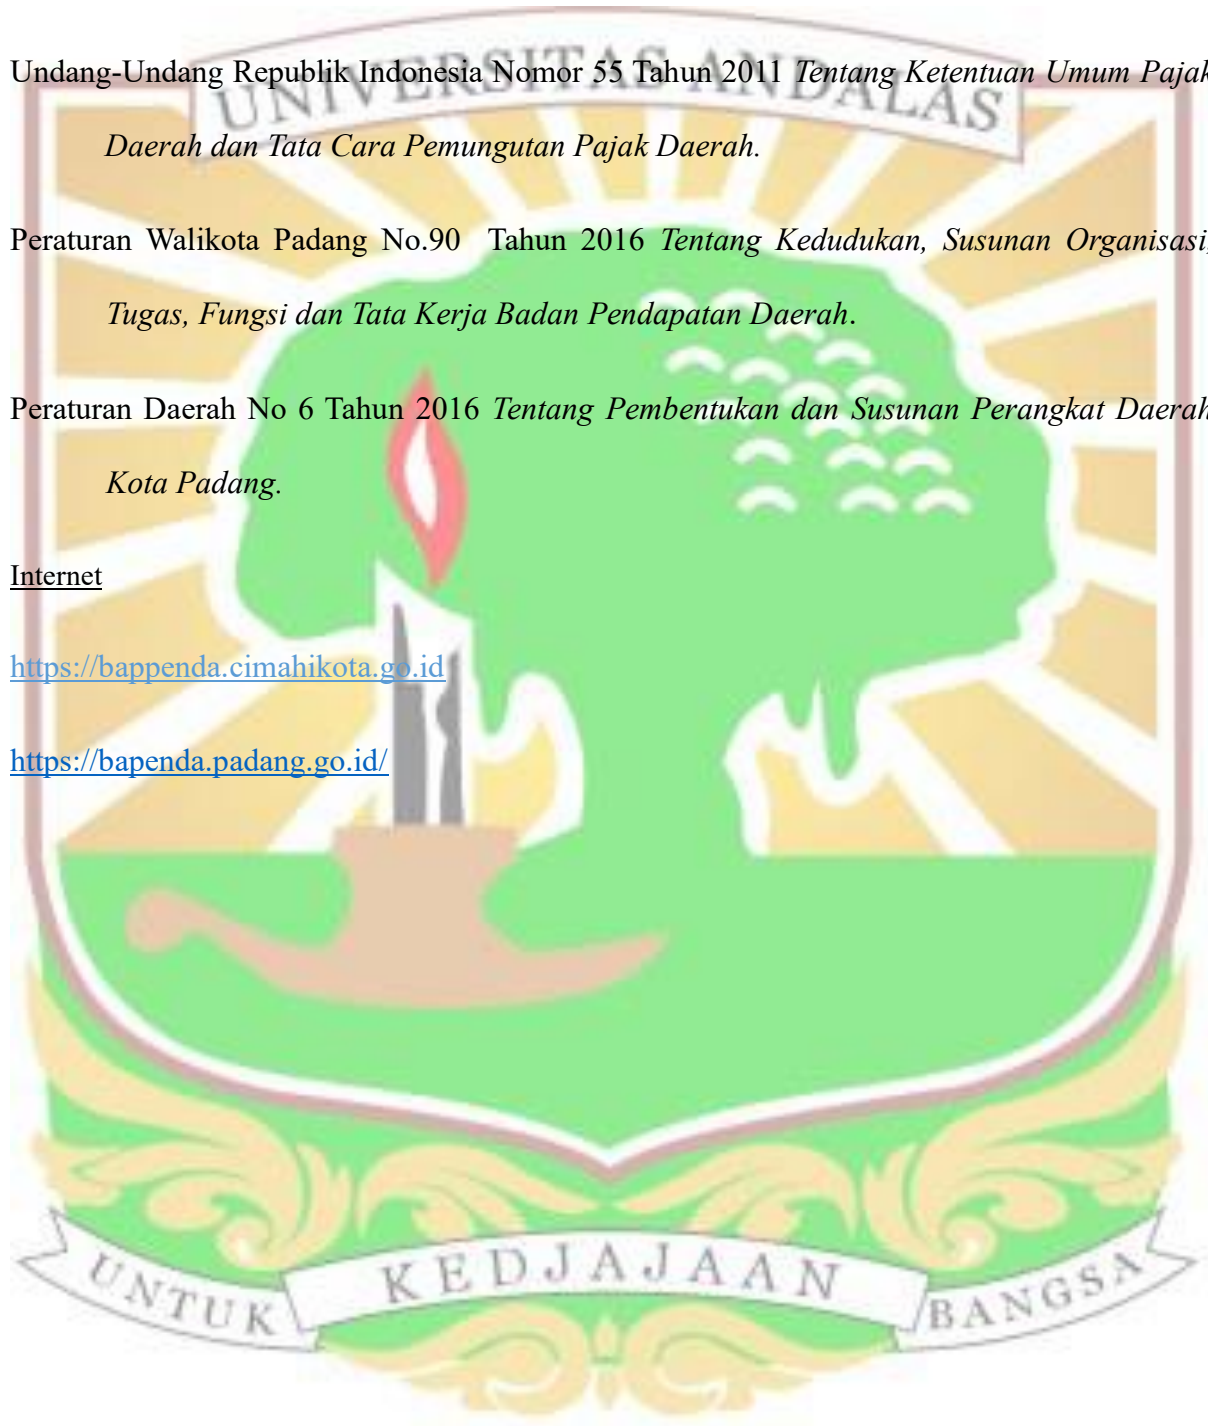 UNIVERSITAS ANDALAS
Undang-Undang Republik Indonesia Nomor 55 Tahun 2011 Tentang Ketentuan Umum Pajak
Daerah dan Tata Cara Pemungutan Pajak Daerah.
Peraturan Walikota Padang No.90 Tahun 2016 Tentang Kedudukan, Susunan Organisasi,
Tugas, Fungsi dan Tata Kerja Badan Pendapatan Daerah.
Peraturan Daerah No 6 Tahun 2016 Tentang Pembentukan dan Susunan Perangkat Daerah
Kota Padang.
Internet
https://bappenda.cimahikota.go.id
https://bapenda.padang.go.id/
UNTUK KEDJAJAAN BANGSA